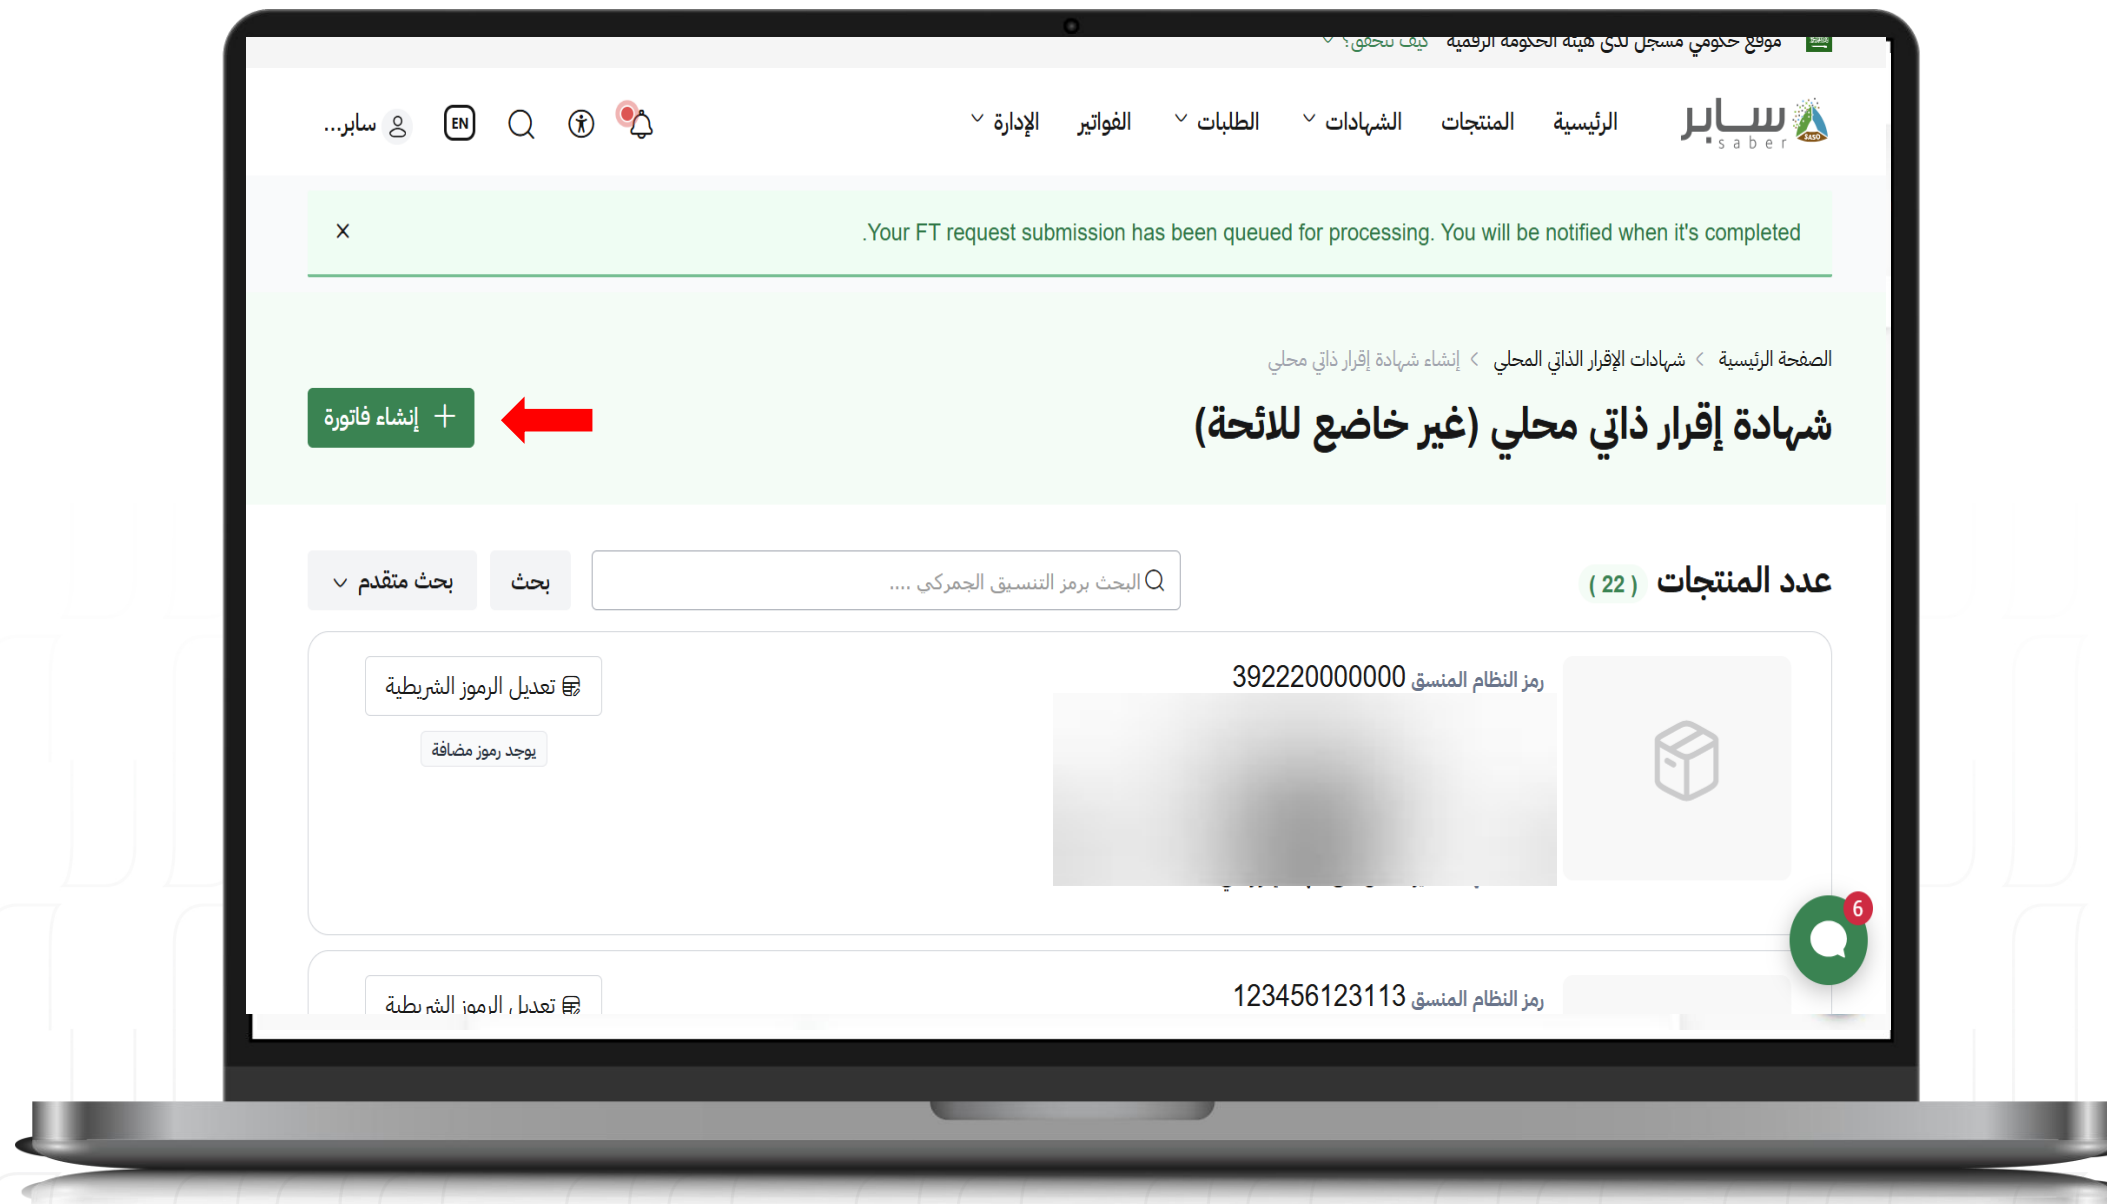 موقع حكومي مسجل لدى هيئة الحكومة الرقمية كيف تتحقق؟
سابر
saber
SASO
الرئيسية المنتجات الشهادات الطلبات الفواتير الإدارة
EN سابر...
.Your FT request submission has been queued for processing. You will be notified when it's completed
الصفحة الرئيسية > شهادات الإقرار الذاتي المحلي > إنشاء شهادة إقرار ذاتي محلي
شهادة إقرار ذاتي محلي (غير خاضع للائحة)
+ إنشاء فاتورة
عدد المنتجات ( 22 )
البحث برمز التنسيق الجمركي ....
بحث
بحث متقدم
رمز النظام المنسق 392220000000
تعديل الرموز الشريطية
يوجد رموز مضافة
6
رمز النظام المنسق 123456123113
تعديل الرموز الشريطية